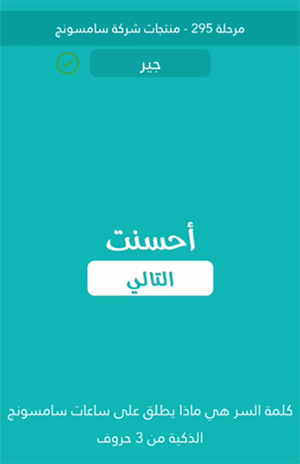 مرحلة 295 - منتجات شركة سامسونج
جير
أحسنت
التالي
كلمة السر هي ماذا يطلق على ساعات سامسونج
الذكية من 3 حروف